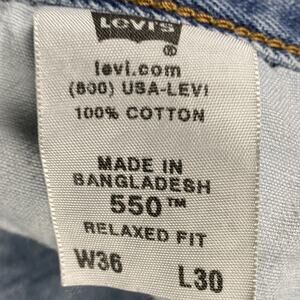 LEVI'S ®
levi.com
(800) USA-LEVI
100% COTTON
MADE IN
BANGLADESH
550™
RELAXED FIT
W36 L30